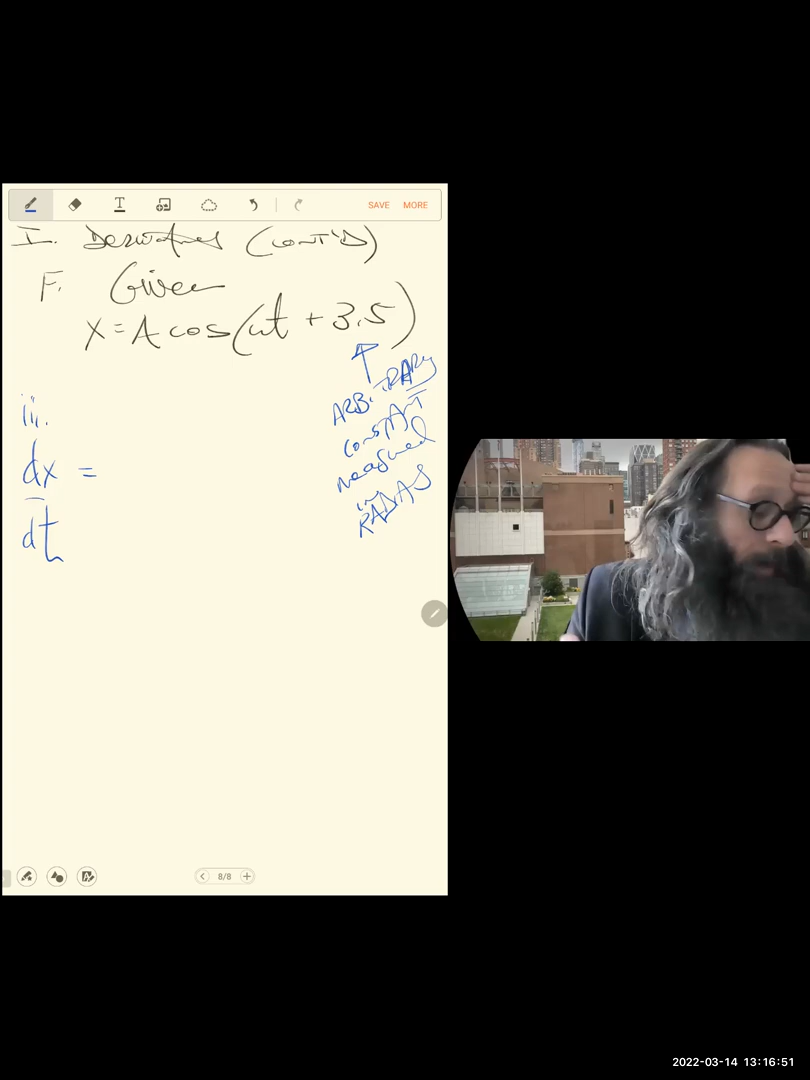 SAVE MORE
I. Derivatives (CONT'D)
F. Given
x = A cos(ωt + 3.5)
↑
ARBITRARY
CONSTANT
measured
in
RADIANS
ii.
dx =
dt
8/8
2022-03-14 13:16:51